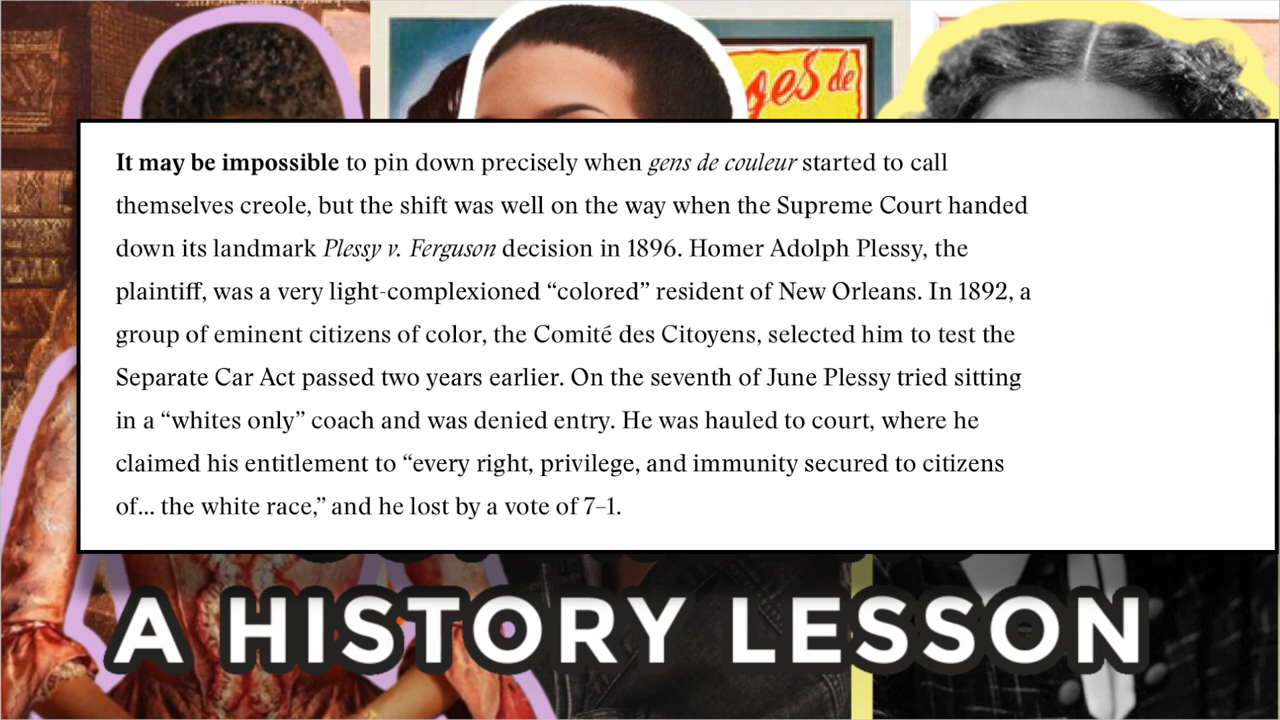 ges de
It may be impossible to pin down precisely when gens de couleur started to call
themselves creole, but the shift was well on the way when the Supreme Court handed
down its landmark Plessy v. Ferguson decision in 1896. Homer Adolph Plessy, the
plaintiff, was a very light-complexioned “colored” resident of New Orleans. In 1892, a
group of eminent citizens of color, the Comité des Citoyens, selected him to test the
Separate Car Act passed two years earlier. On the seventh of June Plessy tried sitting
in a “whites only” coach and was denied entry. He was hauled to court, where he
claimed his entitlement to “every right, privilege, and immunity secured to citizens
of... the white race,” and he lost by a vote of 7–1.
A HISTORY LESSON